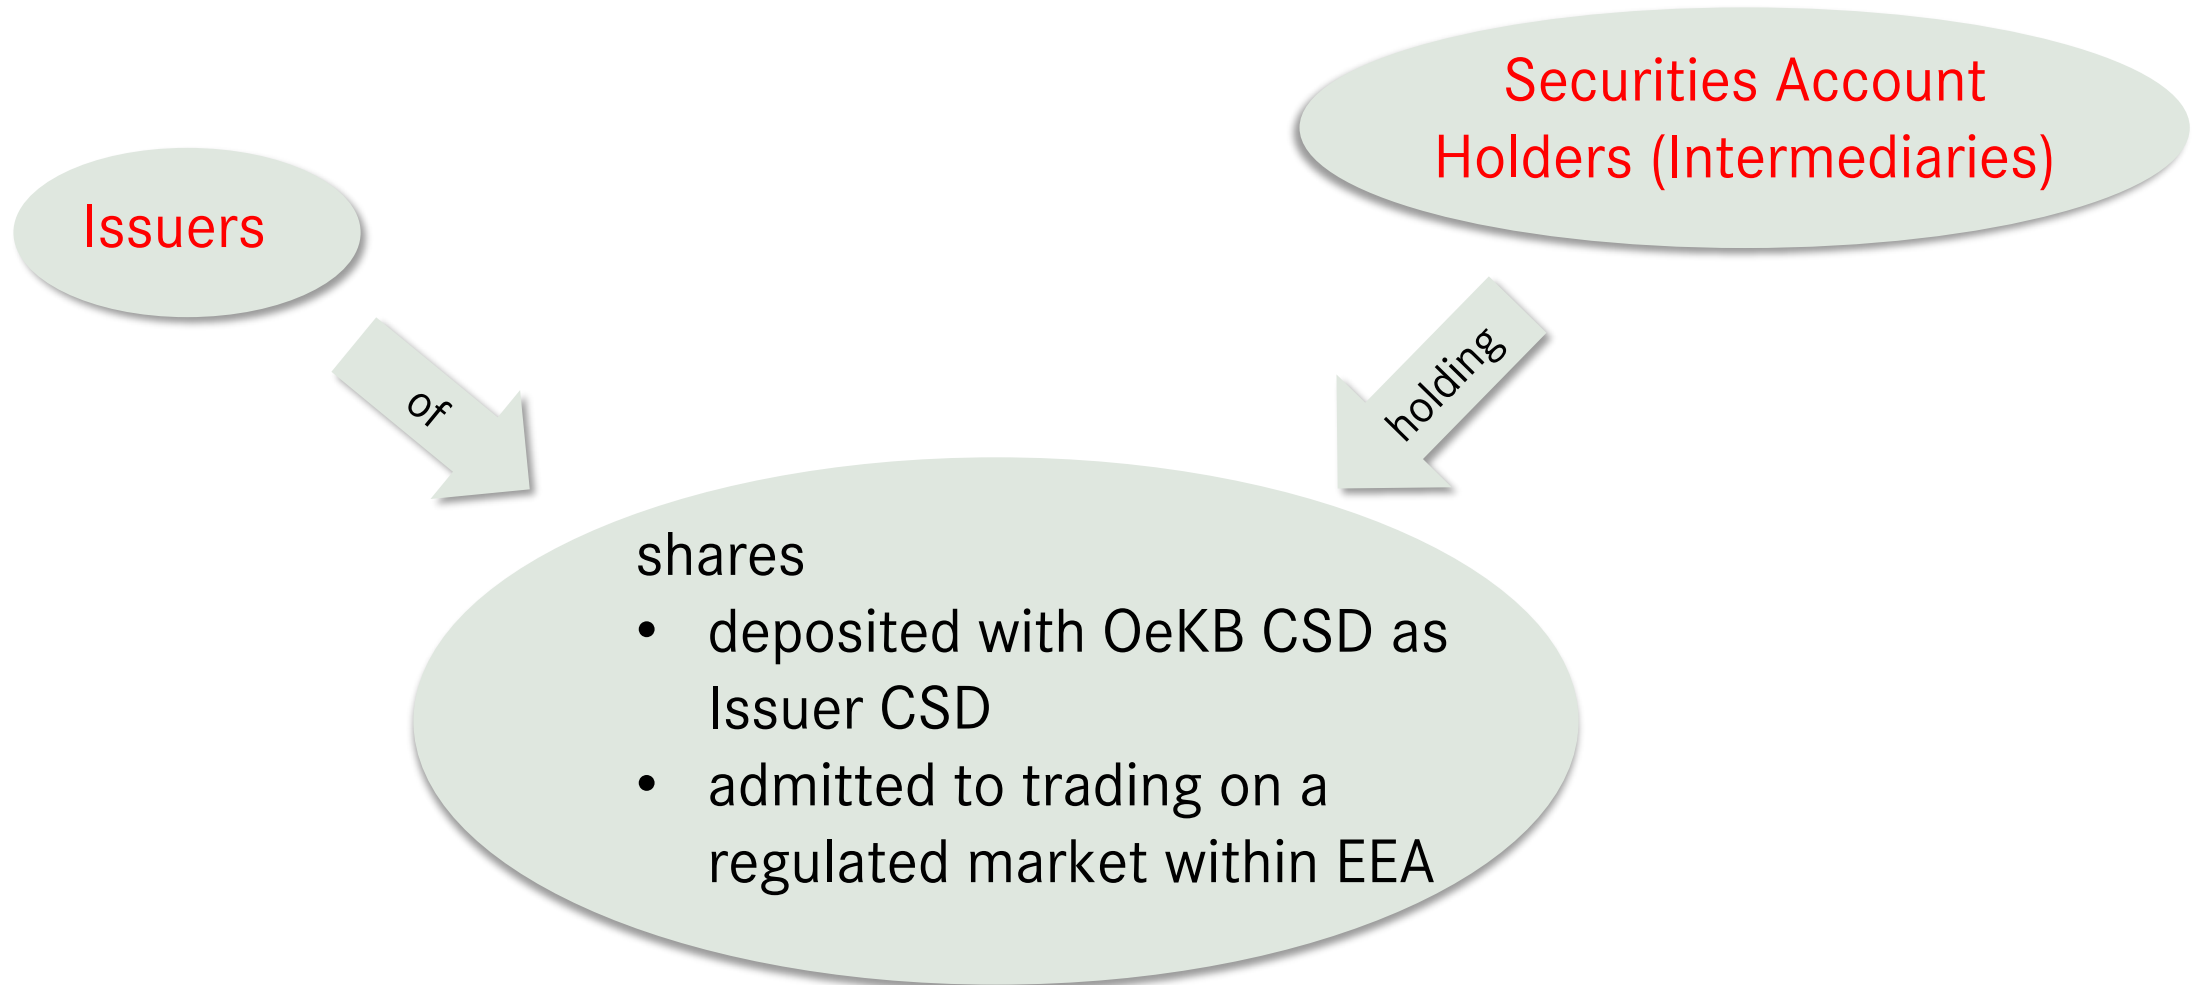 Securities Account
Holders (Intermediaries)
Issuers
of
holding
shares
• deposited with OeKB CSD as
Issuer CSD
• admitted to trading on a
regulated market within EEA